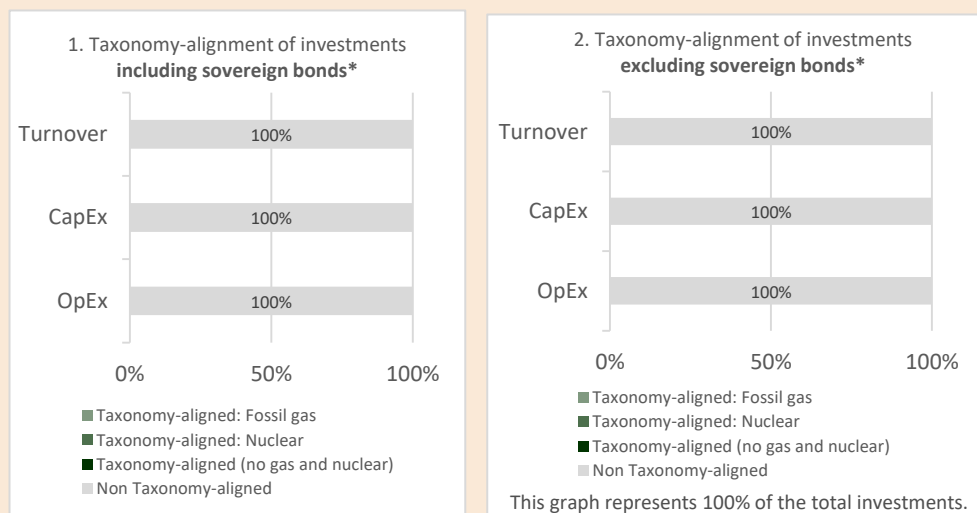 1. Taxonomy-alignment of investments
including sovereign bonds*
Turnover
100%
CapEx
100%
OpEx
100%
0%
50%
100%
Taxonomy-aligned: Fossil gas
Taxonomy-aligned: Nuclear
Taxonomy-aligned (no gas and nuclear)
Non Taxonomy-aligned
2. Taxonomy-alignment of investments
excluding sovereign bonds*
Turnover
100%
CapEx
100%
OpEx
100%
0%
50%
100%
Taxonomy-aligned: Fossil gas
Taxonomy-aligned: Nuclear
Taxonomy-aligned (no gas and nuclear)
Non Taxonomy-aligned
This graph represents 100% of the total investments.